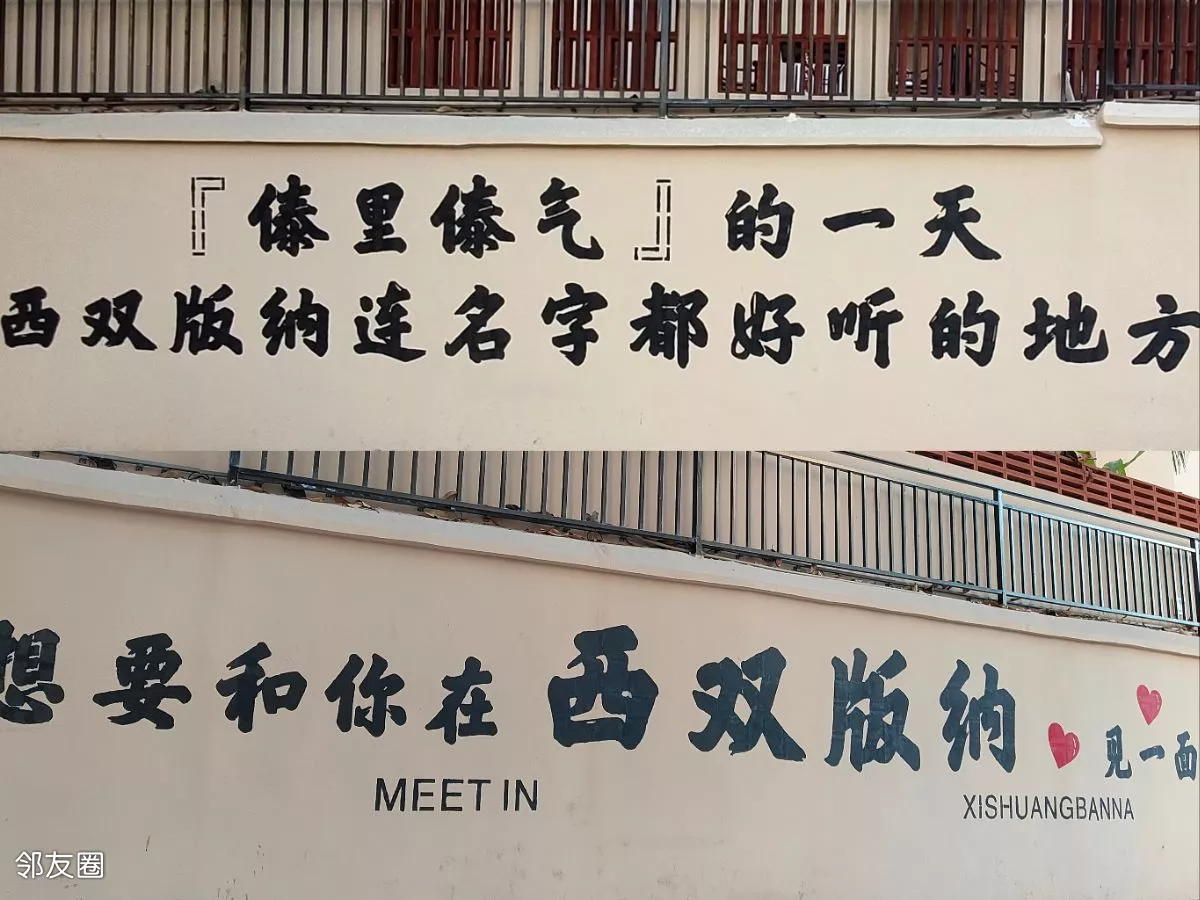 『傣里傣气』的一天
西双版纳连名字都好听的地方
想要和你在西双版纳见一面
MEET IN XISHUANGBANNA
邻友圈